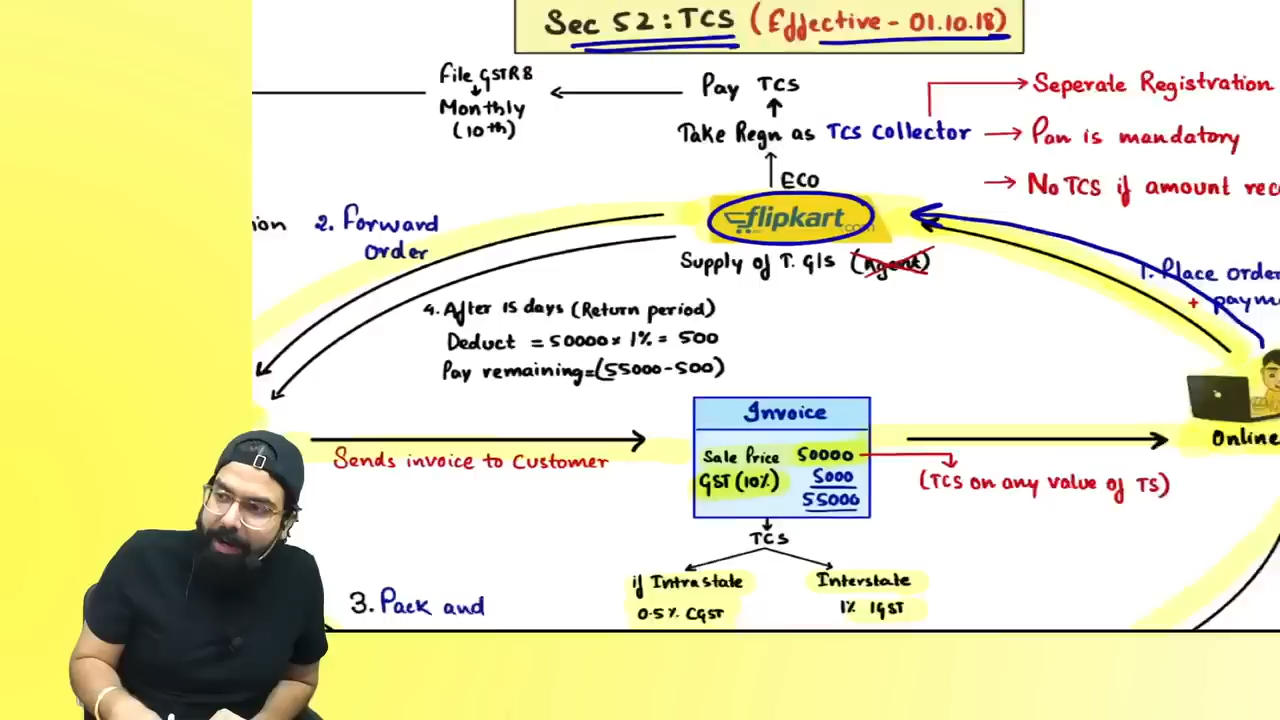 Sec 52: TCS (Effective - 01.10.18)
File GSTR8
Monthly
(10th)
Pay TCS
Take Regn as TCS Collector
Seperate Registration
Pan is mandatory
No TCS if amount rec
ECO
flipkart
.com
Supply of T. G/S (Agent)
ion
2. Forward
order
1. Place order
+ payme
4. After 15 days (Return period)
Deduct = 50000 x 1% = 500
Pay remaining=(55000-500)
Invoice
Sale Price 50000
GST (10%) 5000
55000
Online
Sends invoice to Customer
(TCS on any value of TS)
TCS
if Intrastate
0.5% CGST
Interstate
1% IGST
3. Pack and